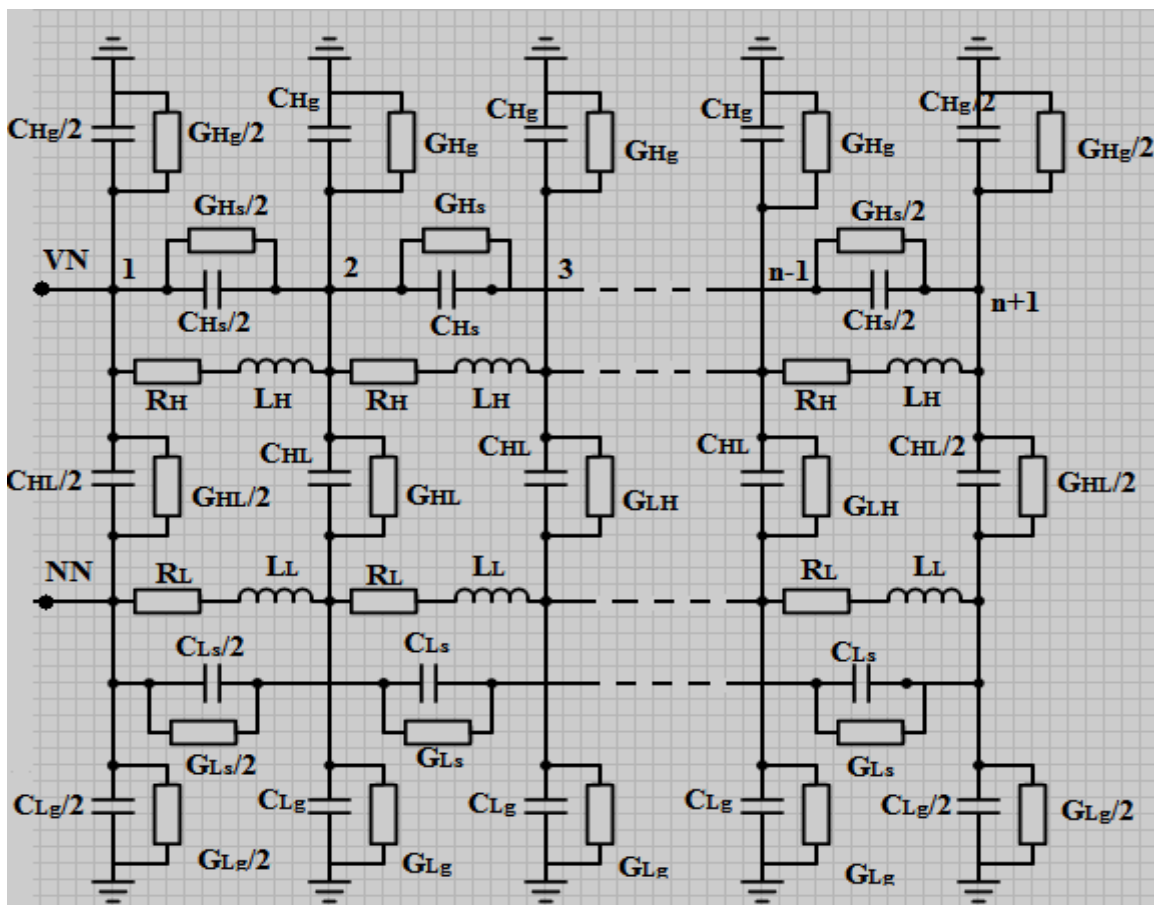 CHg/2
GHg/2
CHg
GHg
CHg
GHg
CHg
GHg
CHg/2
GHg/2
GHs/2
GHs
GHs/2
VN
1
2
3
n-1
n+1
CHs/2
CHs
CHs/2
RH
LH
RH
LH
RH
LH
CHL/2
GHL/2
CHL
GHL
CHL
GLH
CHL
GLH
CHL/2
GHL/2
NN
RL
LL
RL
LL
RL
LL
CLs/2
CLs
CLs
GLs/2
GLs
GLs
CLg/2
GLg/2
CLg
GLg
CLg
GLg
CLg
GLg
CLg/2
GLg/2